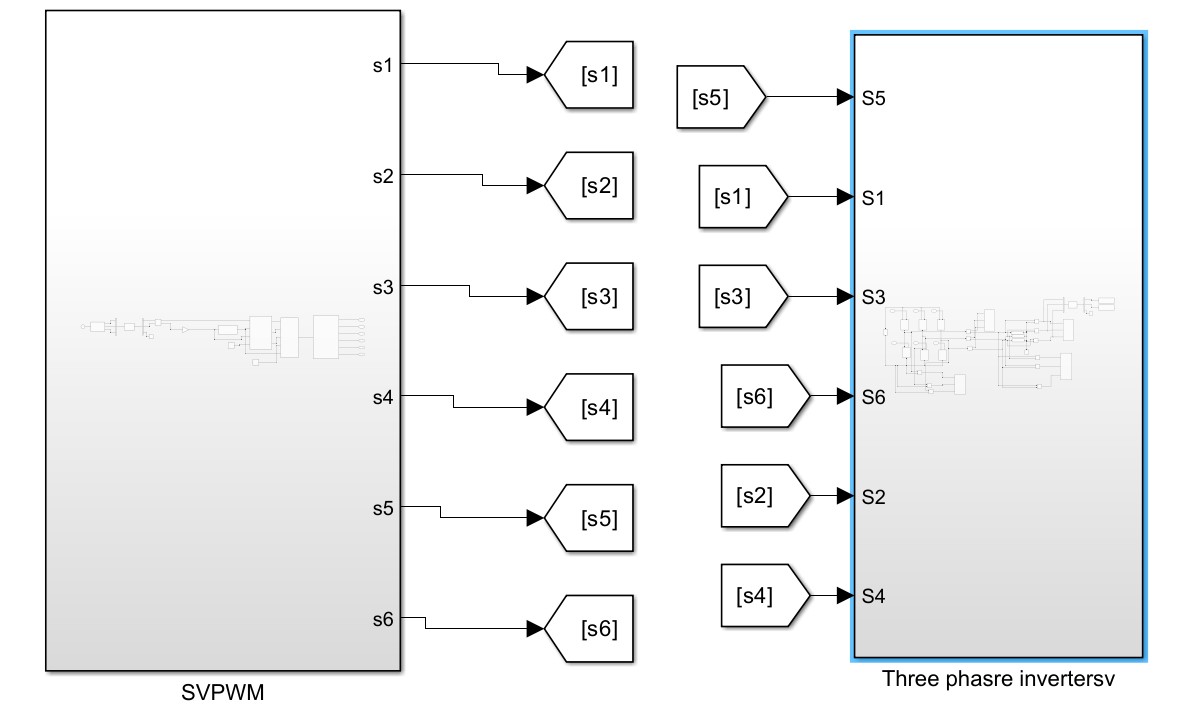 s1
[s1]
s2
[s2]
s3
[s3]
s4
[s4]
s5
[s5]
s6
[s6]
SVPWM
[s5]
S5
[s1]
S1
[s3]
S3
[s6]
S6
[s2]
S2
[s4]
S4
Three phasre invertersv